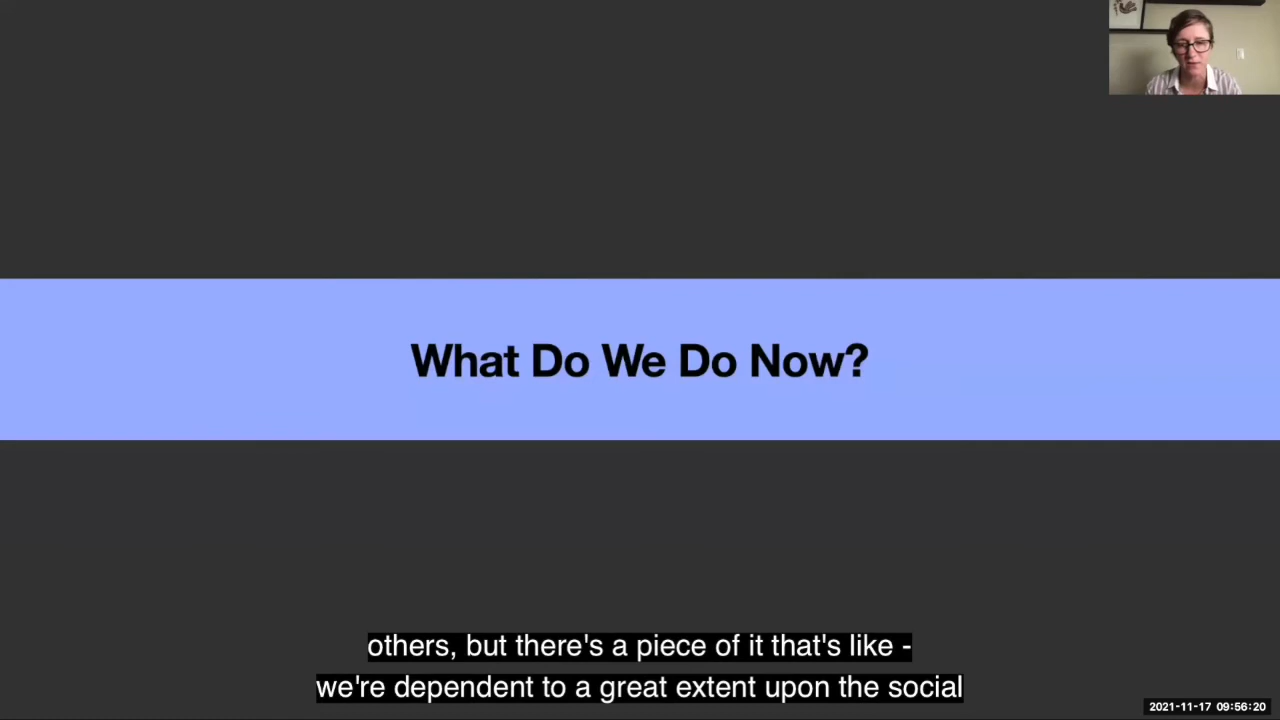 What Do We Do Now?
others, but there's a piece of it that's like -
we're dependent to a great extent upon the social
2021-11-17 09:56:20